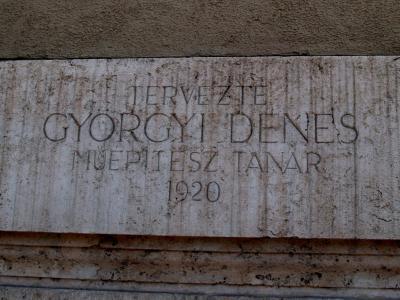 TERVEZTE
GYÖRGYI DÉNES
MŰÉPÍTÉSZ TANÁR
1920